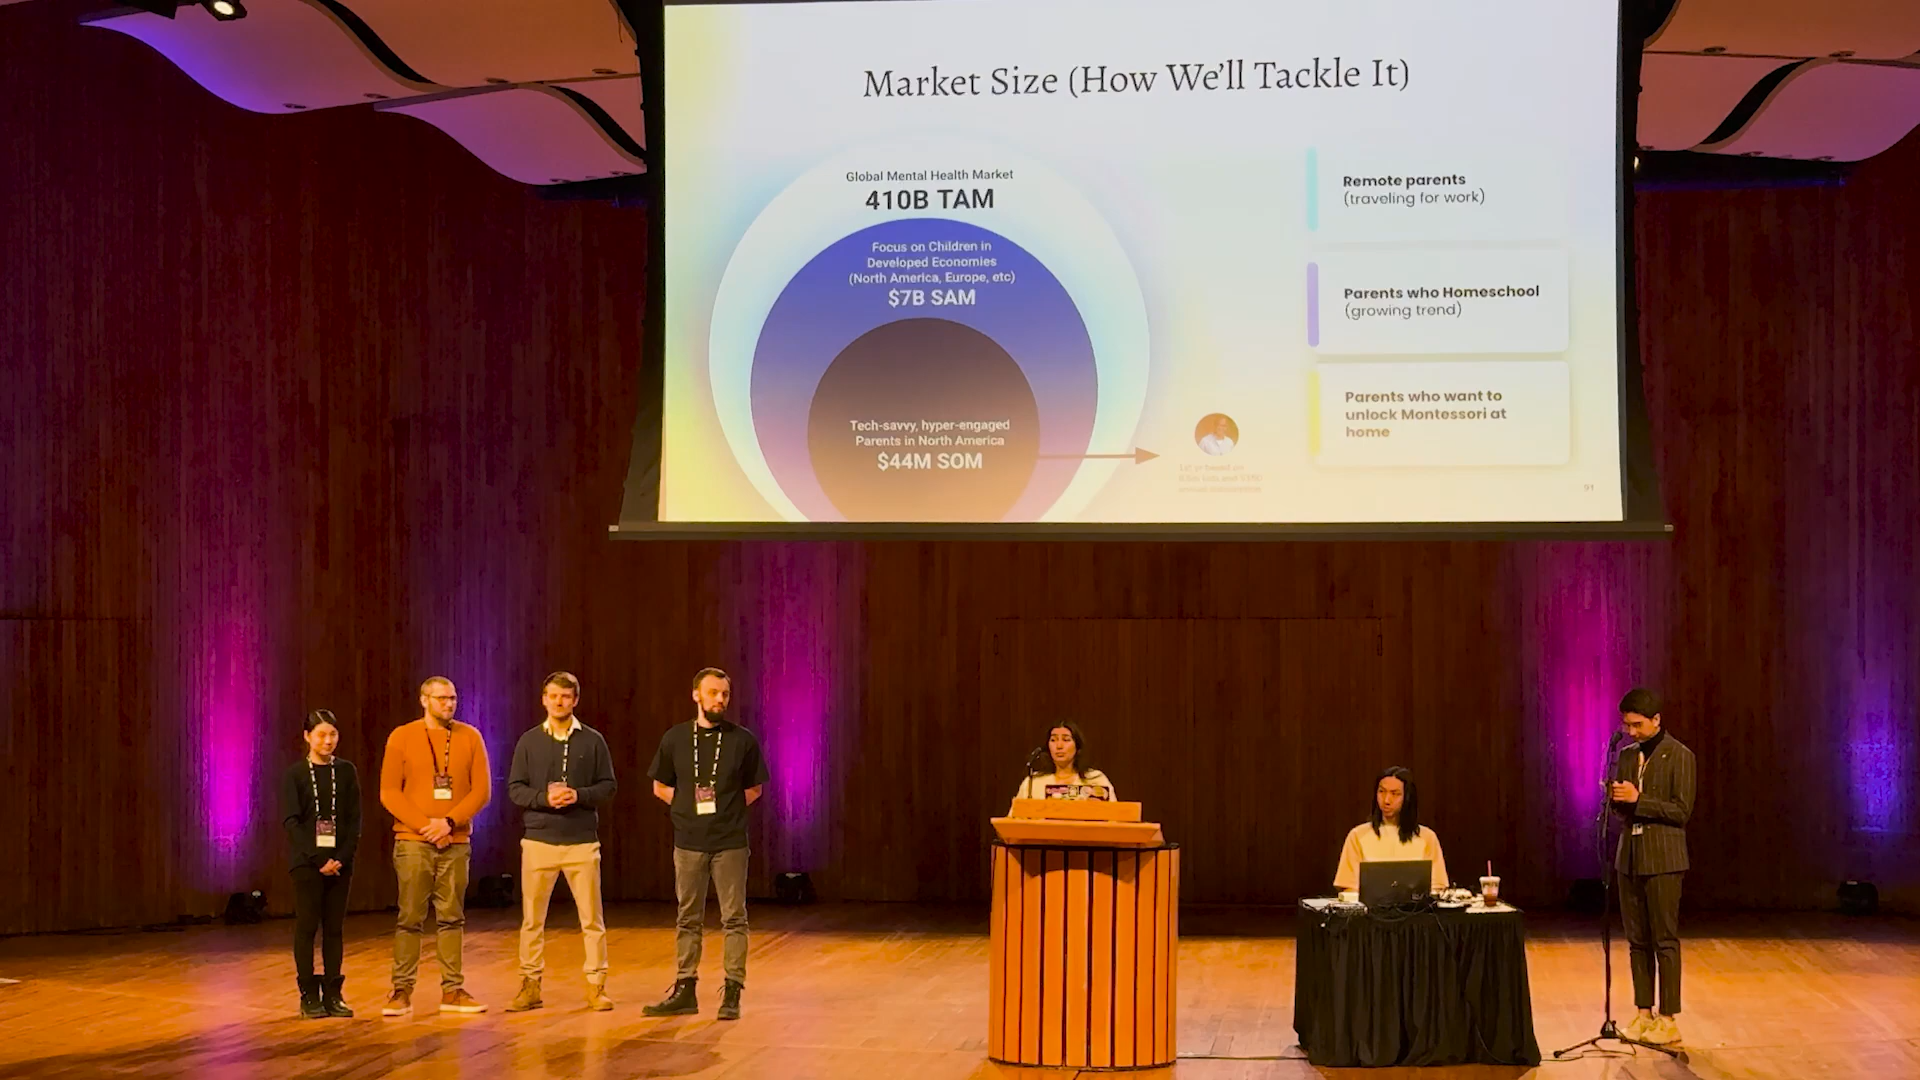 Market Size (How We'll Tackle It)
Global Mental Health Market
410B TAM
Focus on Children in
Developed Economies
(North America, Europe, etc)
$7B SAM
Tech-savvy, hyper-engaged
Parents in North America
$44M SOM
Remote parents
(traveling for work)
Parents who Homeschool
(growing trend)
Parents who want to
unlock Montessori at
home
91